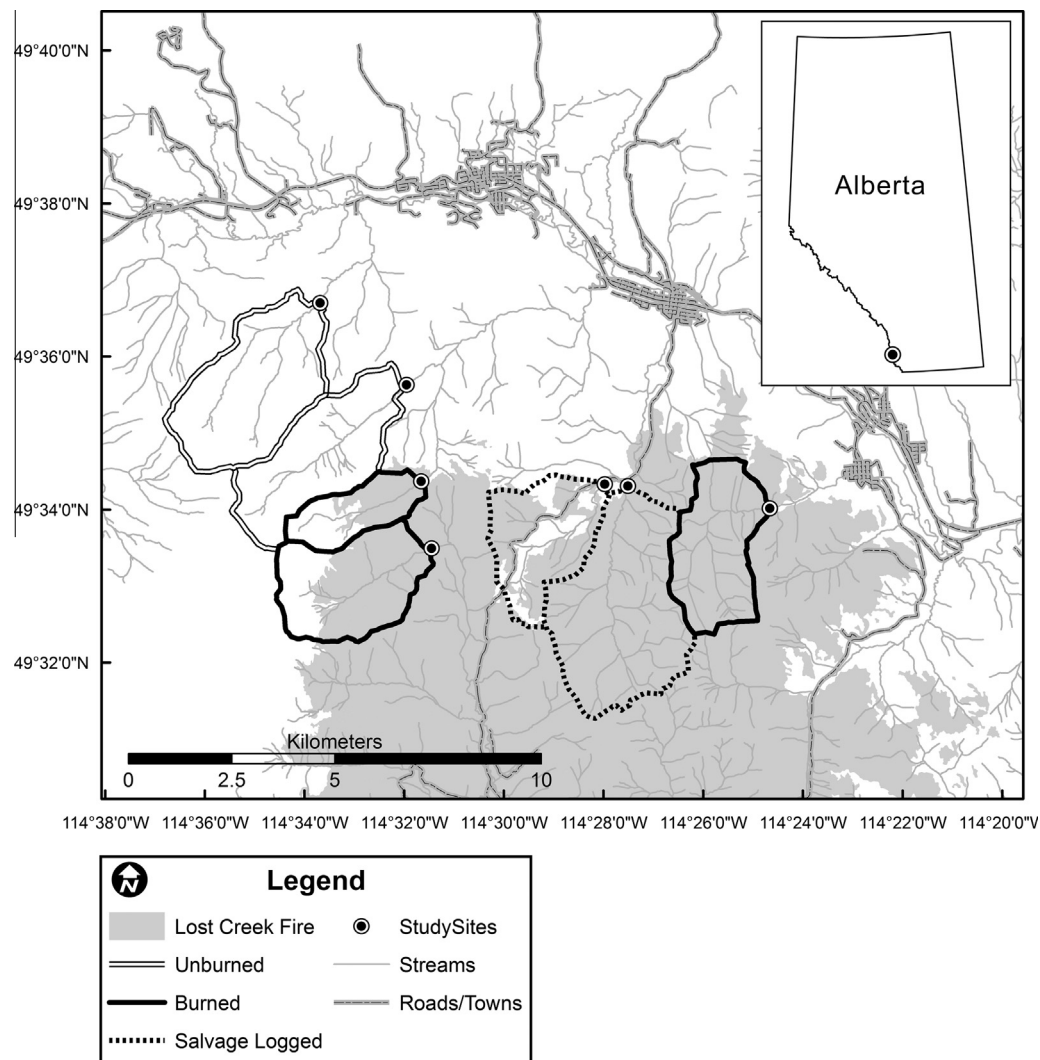 49°40'0"N
49°38'0"N
49°36'0"N
49°34'0"N
49°32'0"N
Alberta
Kilometers
0 2.5 5 10
114°38'0"W 114°36'0"W 114°34'0"W 114°32'0"W 114°30'0"W 114°28'0"W 114°26'0"W 114°24'0"W 114°22'0"W 114°20'0"W
N
Legend
Lost Creek Fire
StudySites
Unburned
Streams
Burned
Roads/Towns
Salvage Logged